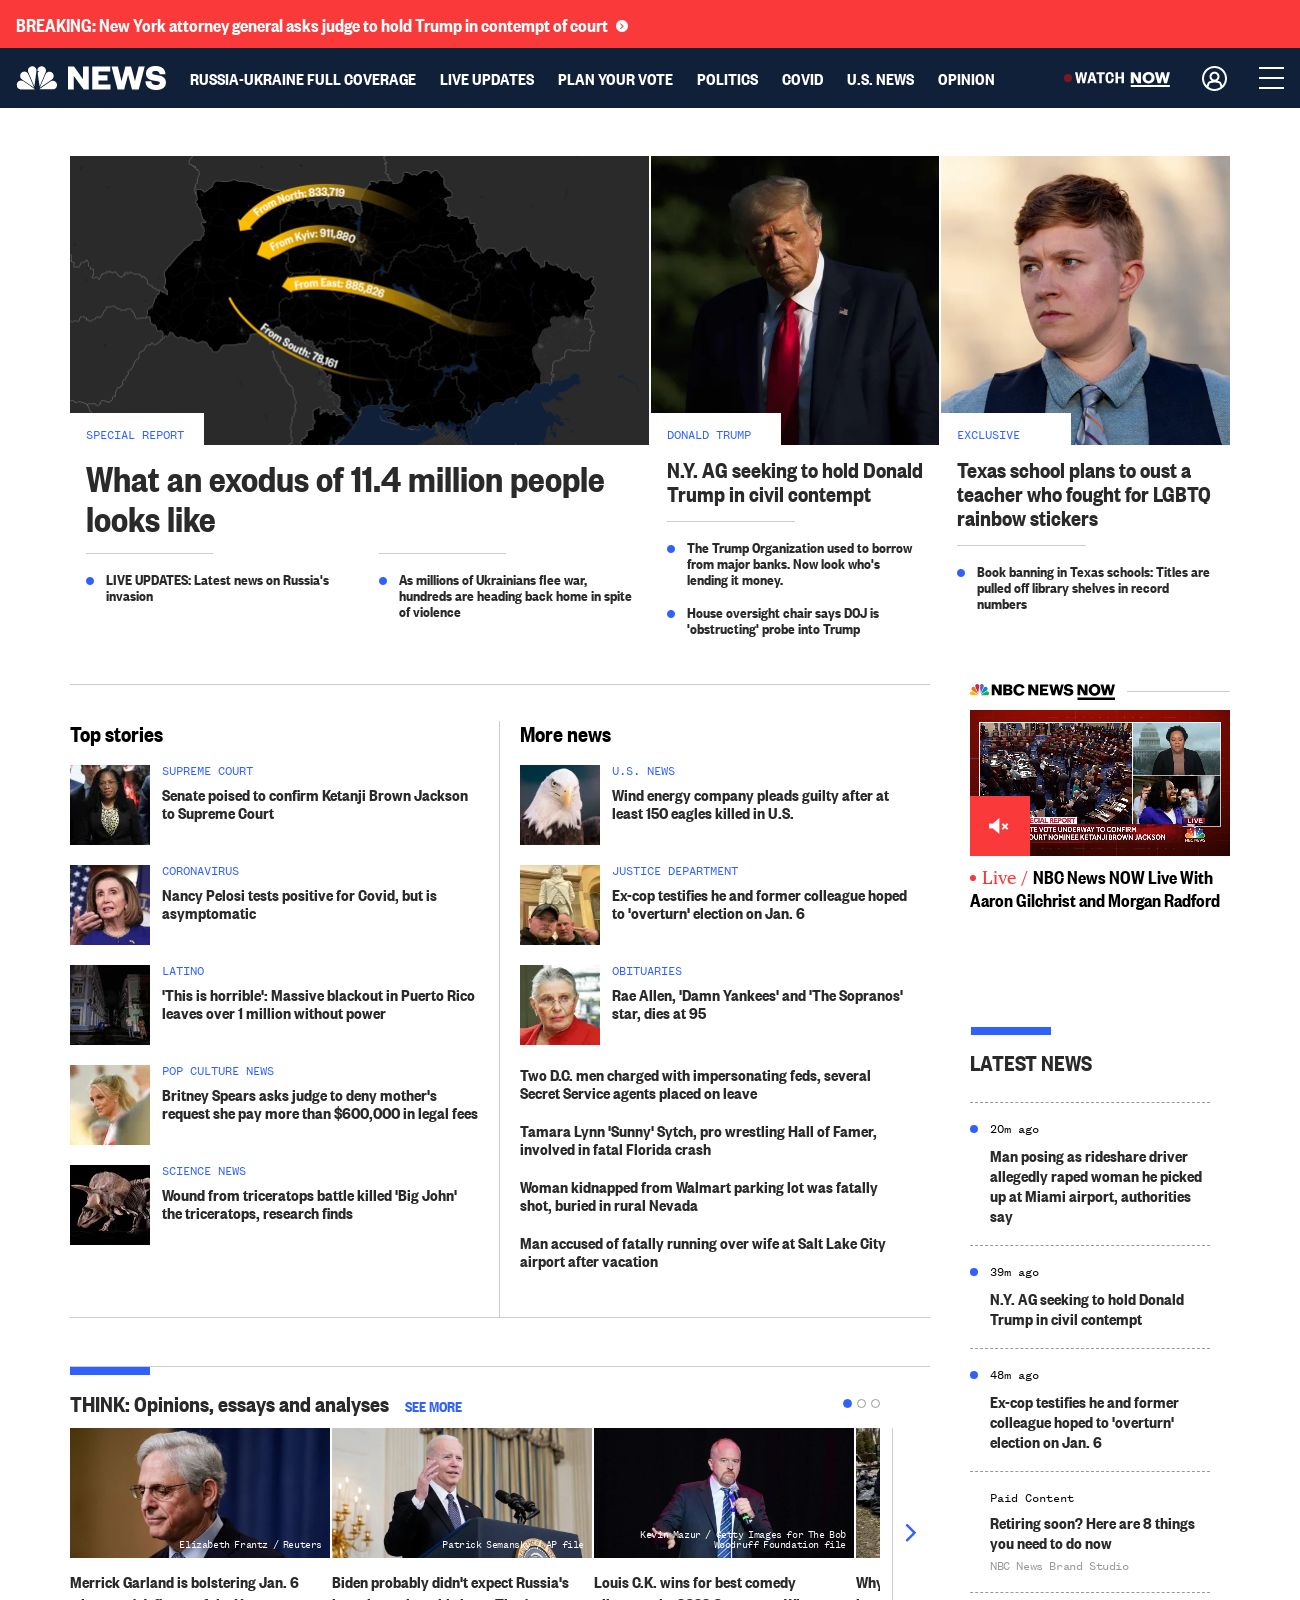 BREAKING: New York attorney general asks judge to hold Trump in contempt of court
NEWS
RUSSIA-UKRAINE FULL COVERAGE LIVE UPDATES PLAN YOUR VOTE POLITICS COVID U.S. NEWS OPINION
WATCH NOW
From North: 833,719
From Kyiv: 911,880
From East: 885,826
From South: 78,161
SPECIAL REPORT
What an exodus of 11.4 million people
looks like
LIVE UPDATES: Latest news on Russia's
invasion
As millions of Ukrainians flee war,
hundreds are heading back home in spite
of violence
DONALD TRUMP
N.Y. AG seeking to hold Donald
Trump in civil contempt
The Trump Organization used to borrow
from major banks. Now look who's
lending it money.
House oversight chair says DOJ is
'obstructing' probe into Trump
EXCLUSIVE
Texas school plans to oust a
teacher who fought for LGBTQ
rainbow stickers
Book banning in Texas schools: Titles are
pulled off library shelves in record
numbers
Top stories
SUPREME COURT
Senate poised to confirm Ketanji Brown Jackson
to Supreme Court
CORONAVIRUS
Nancy Pelosi tests positive for Covid, but is
asymptomatic
LATINO
'This is horrible': Massive blackout in Puerto Rico
leaves over 1 million without power
POP CULTURE NEWS
Britney Spears asks judge to deny mother's
request she pay more than $600,000 in legal fees
SCIENCE NEWS
Wound from triceratops battle killed 'Big John'
the triceratops, research finds
More news
U.S. NEWS
Wind energy company pleads guilty after at
least 150 eagles killed in U.S.
JUSTICE DEPARTMENT
Ex-cop testifies he and former colleague hoped
to 'overturn' election on Jan. 6
OBITUARIES
Rae Allen, 'Damn Yankees' and 'The Sopranos'
star, dies at 95
Two D.C. men charged with impersonating feds, several
Secret Service agents placed on leave
Tamara Lynn 'Sunny' Sytch, pro wrestling Hall of Famer,
involved in fatal Florida crash
Woman kidnapped from Walmart parking lot was fatally
shot, buried in rural Nevada
Man accused of fatally running over wife at Salt Lake City
airport after vacation
NBC NEWS NOW
ECIAL REPORT
LIVE
TE VOTE UNDERWAY TO CONFIRM
OURT NOMINEE KETANJI BROWN JACKSON
NBC NEWS
Live / NBC News NOW Live With
Aaron Gilchrist and Morgan Radford
LATEST NEWS
20m ago
Man posing as rideshare driver
allegedly raped woman he picked
up at Miami airport, authorities
say
39m ago
N.Y. AG seeking to hold Donald
Trump in civil contempt
48m ago
Ex-cop testifies he and former
colleague hoped to 'overturn'
election on Jan. 6
Paid Content
Retiring soon? Here are 8 things
you need to do now
NBC News Brand Studio
THINK: Opinions, essays and analyses SEE MORE
Elizabeth Frantz / Reuters
Patrick Semansky / AP file
Kevin Mazur / Getty Images for The Bob
Woodruff Foundation file
Merrick Garland is bolstering Jan. 6
Biden probably didn't expect Russia's
Louis C.K. wins for best comedy
Why